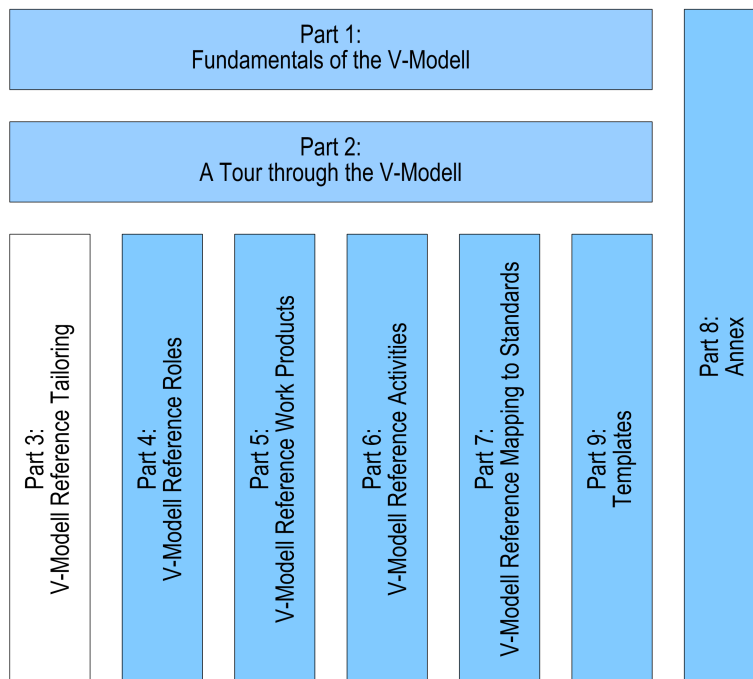 Part 1:
Fundamentals of the V-Modell
Part 2:
A Tour through the V-Modell
Part 3:
V-Modell Reference Tailoring
Part 4:
V-Modell Reference Roles
Part 5:
V-Modell Reference Work Products
Part 6:
V-Modell Reference Activities
Part 7:
V-Modell Reference Mapping to Standards
Part 9:
Templates
Part 8:
Annex